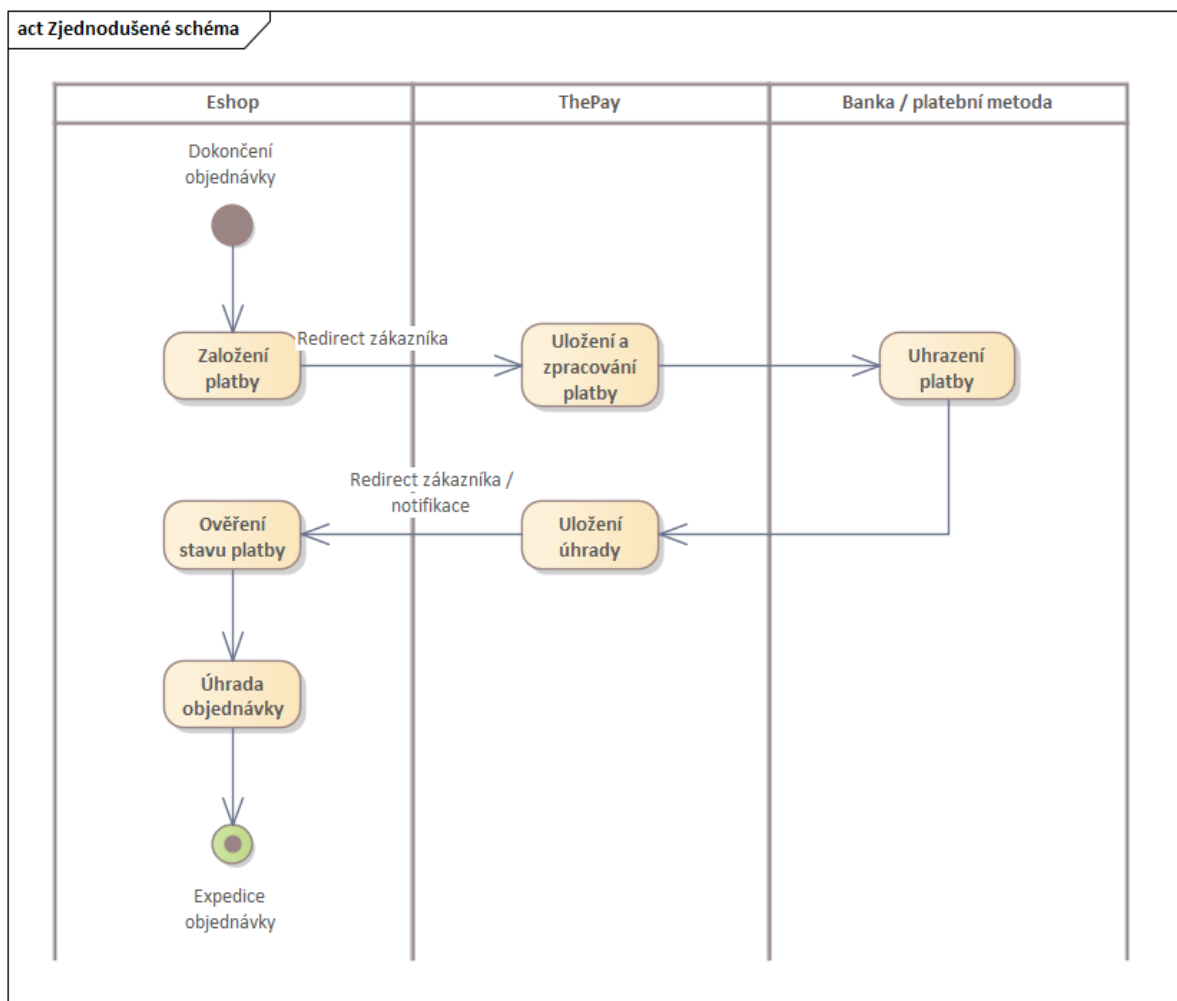 act Zjednodušené schéma
Eshop
ThePay
Banka / platební metoda
Dokončení
objednávky
Založení
platby
Redirect zákazníka
Uložení a
zpracování
platby
Uhrazení
platby
Redirect zákazníka /
notifikace
Ověření
stavu platby
Uložení
úhrady
Úhrada
objednávky
Expedice
objednávky